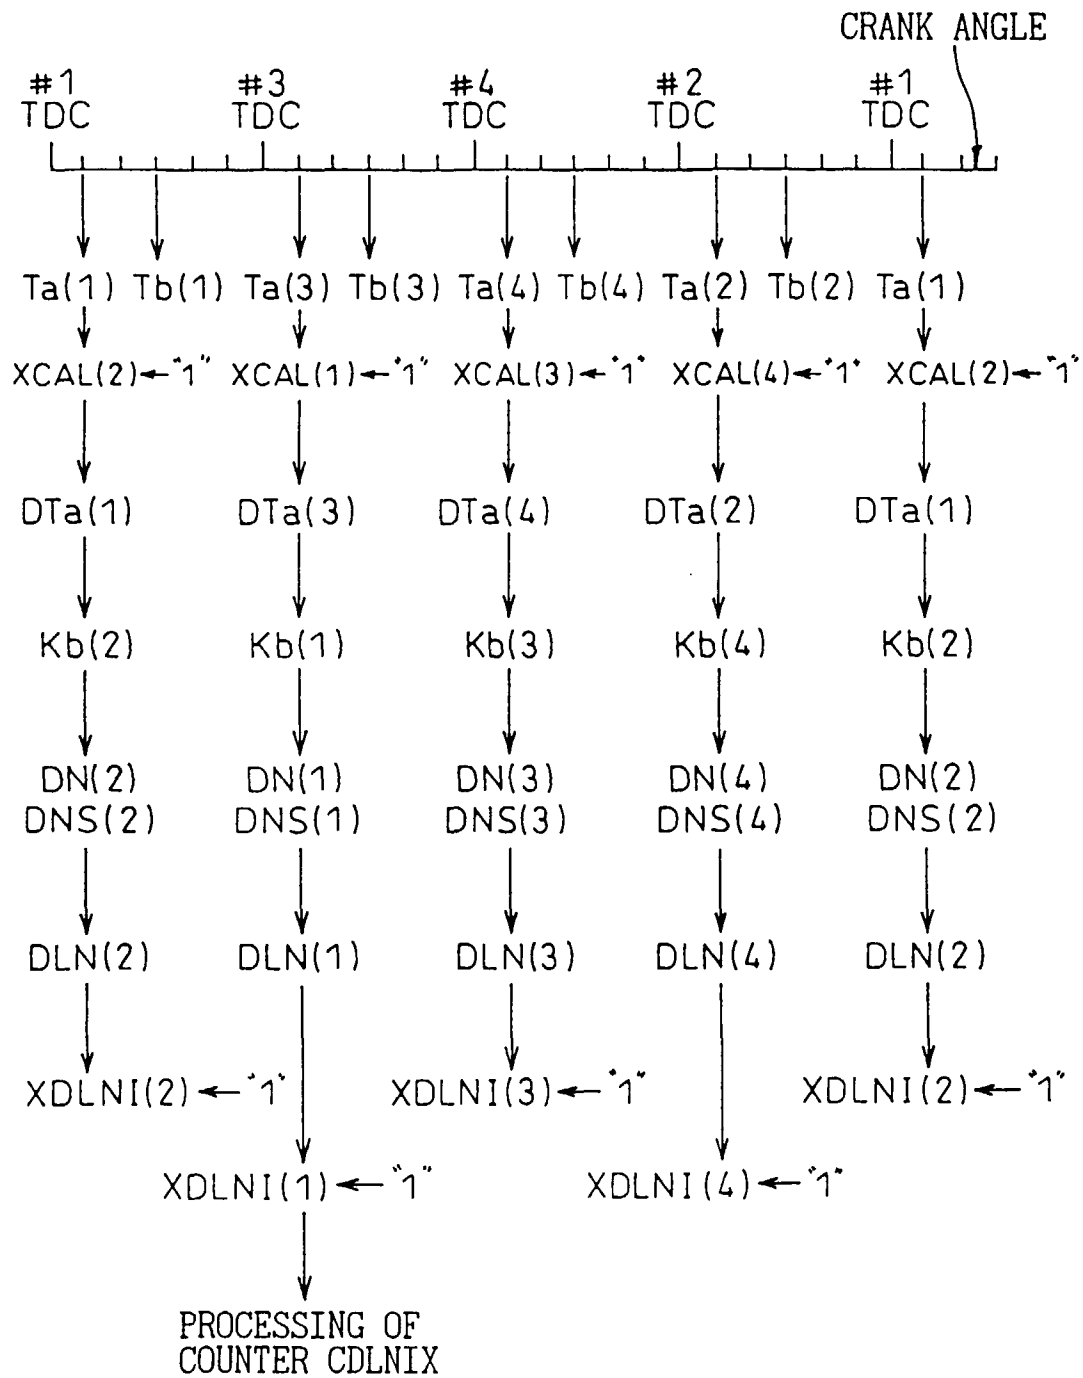 CRANK ANGLE
#1 #3 #4 #2 #1
TDC TDC TDC TDC TDC
Ta(1) Tb(1) Ta(3) Tb(3) Ta(4) Tb(4) Ta(2) Tb(2) Ta(1)
XCAL(2)←"1" XCAL(1)←"1" XCAL(3)←"1" XCAL(4)←"1" XCAL(2)←"1"
DTa(1) DTa(3) DTa(4) DTa(2) DTa(1)
Kb(2) Kb(1) Kb(3) Kb(4) Kb(2)
DN(2) DN(1) DN(3) DN(4) DN(2)
DNS(2) DNS(1) DNS(3) DNS(4) DNS(2)
DLN(2) DLN(1) DLN(3) DLN(4) DLN(2)
XDLNI(2)←"1" XDLNI(3)←"1" XDLNI(2)←"1"
XDLNI(1)←"1" XDLNI(4)←"1"
PROCESSING OF
COUNTER CDLNIX